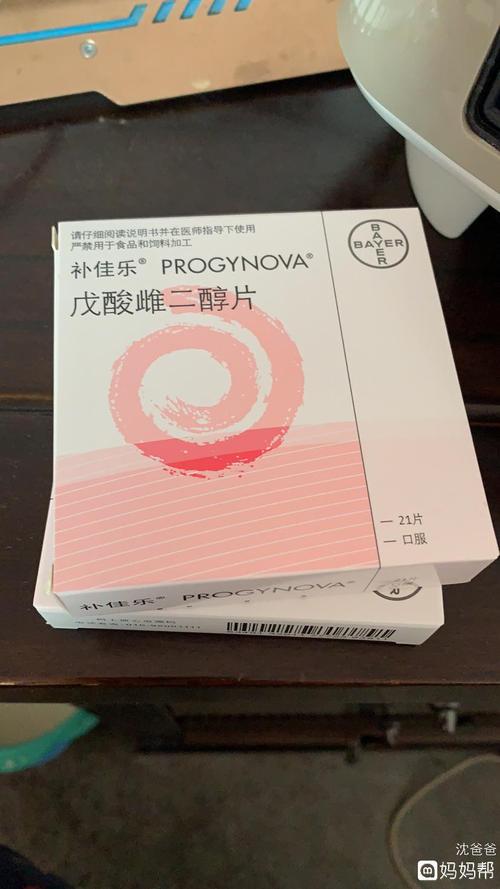 请仔细阅读说明书并在医师指导下使用
严禁用于食品和饲料加工
补佳乐® PROGYNOVA®
戊酸雌二醇片
BAYER
BAYER
21片
口服
补佳乐® PROGYNOVA®
沈爸爸
妈妈帮